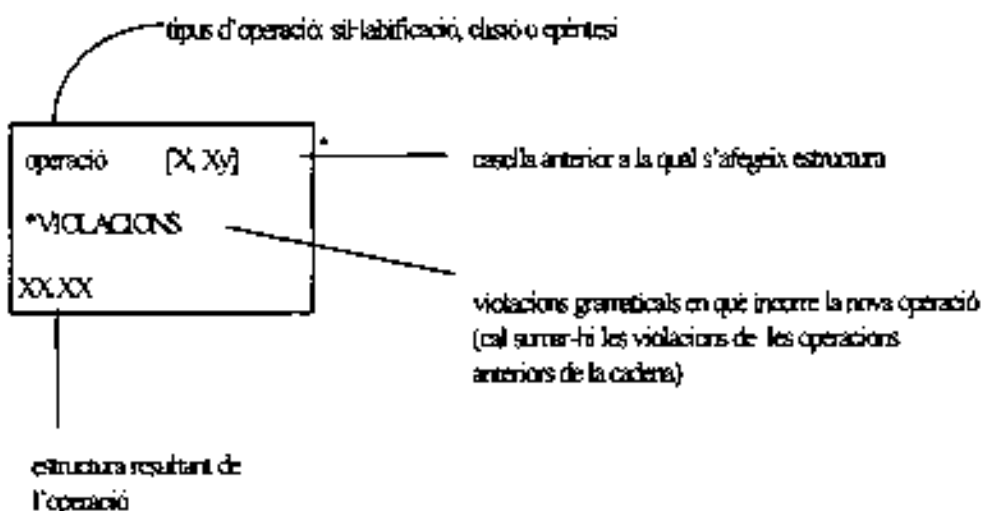 tipus d'operació: sil·labificació, elisió o epèntesi
operació [X, Xy]
casella anterior a la qual s'afegeix estructura
*VIOLACIONS
XX.XX
violacions gramaticals en què incorre la nova operació
(cal sumar-hi les violacions de les operacions
anteriors de la cadena)
estructura resultant de
l'operació